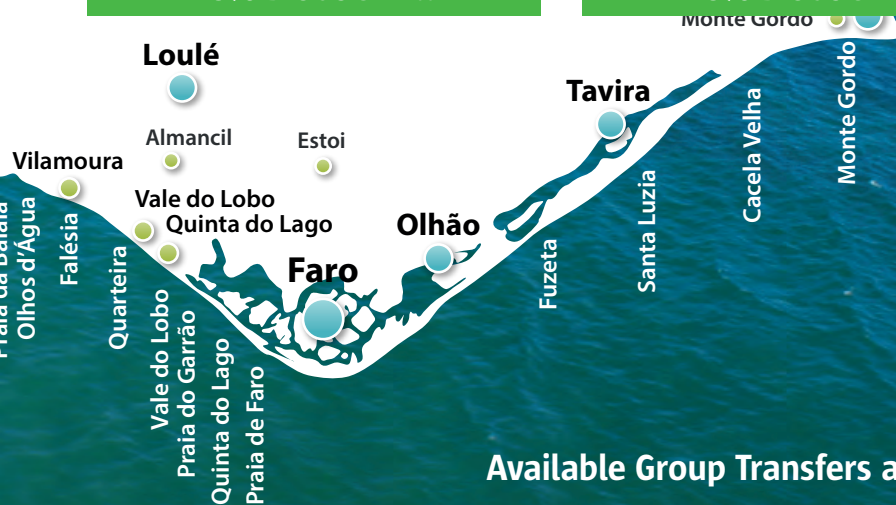 Monte Gordo
Loulé
Tavira
Almancil
Estoi
Vilamoura
Vale do Lobo
Quinta do Lago
Olhão
Faro
Olhos d'Água
Falésia
Quarteira
Vale do Lobo
Praia do Garrão
Quinta do Lago
Praia de Faro
Fuzeta
Santa Luzia
Cacela Velha
Monte Gordo
Available Group Transfers